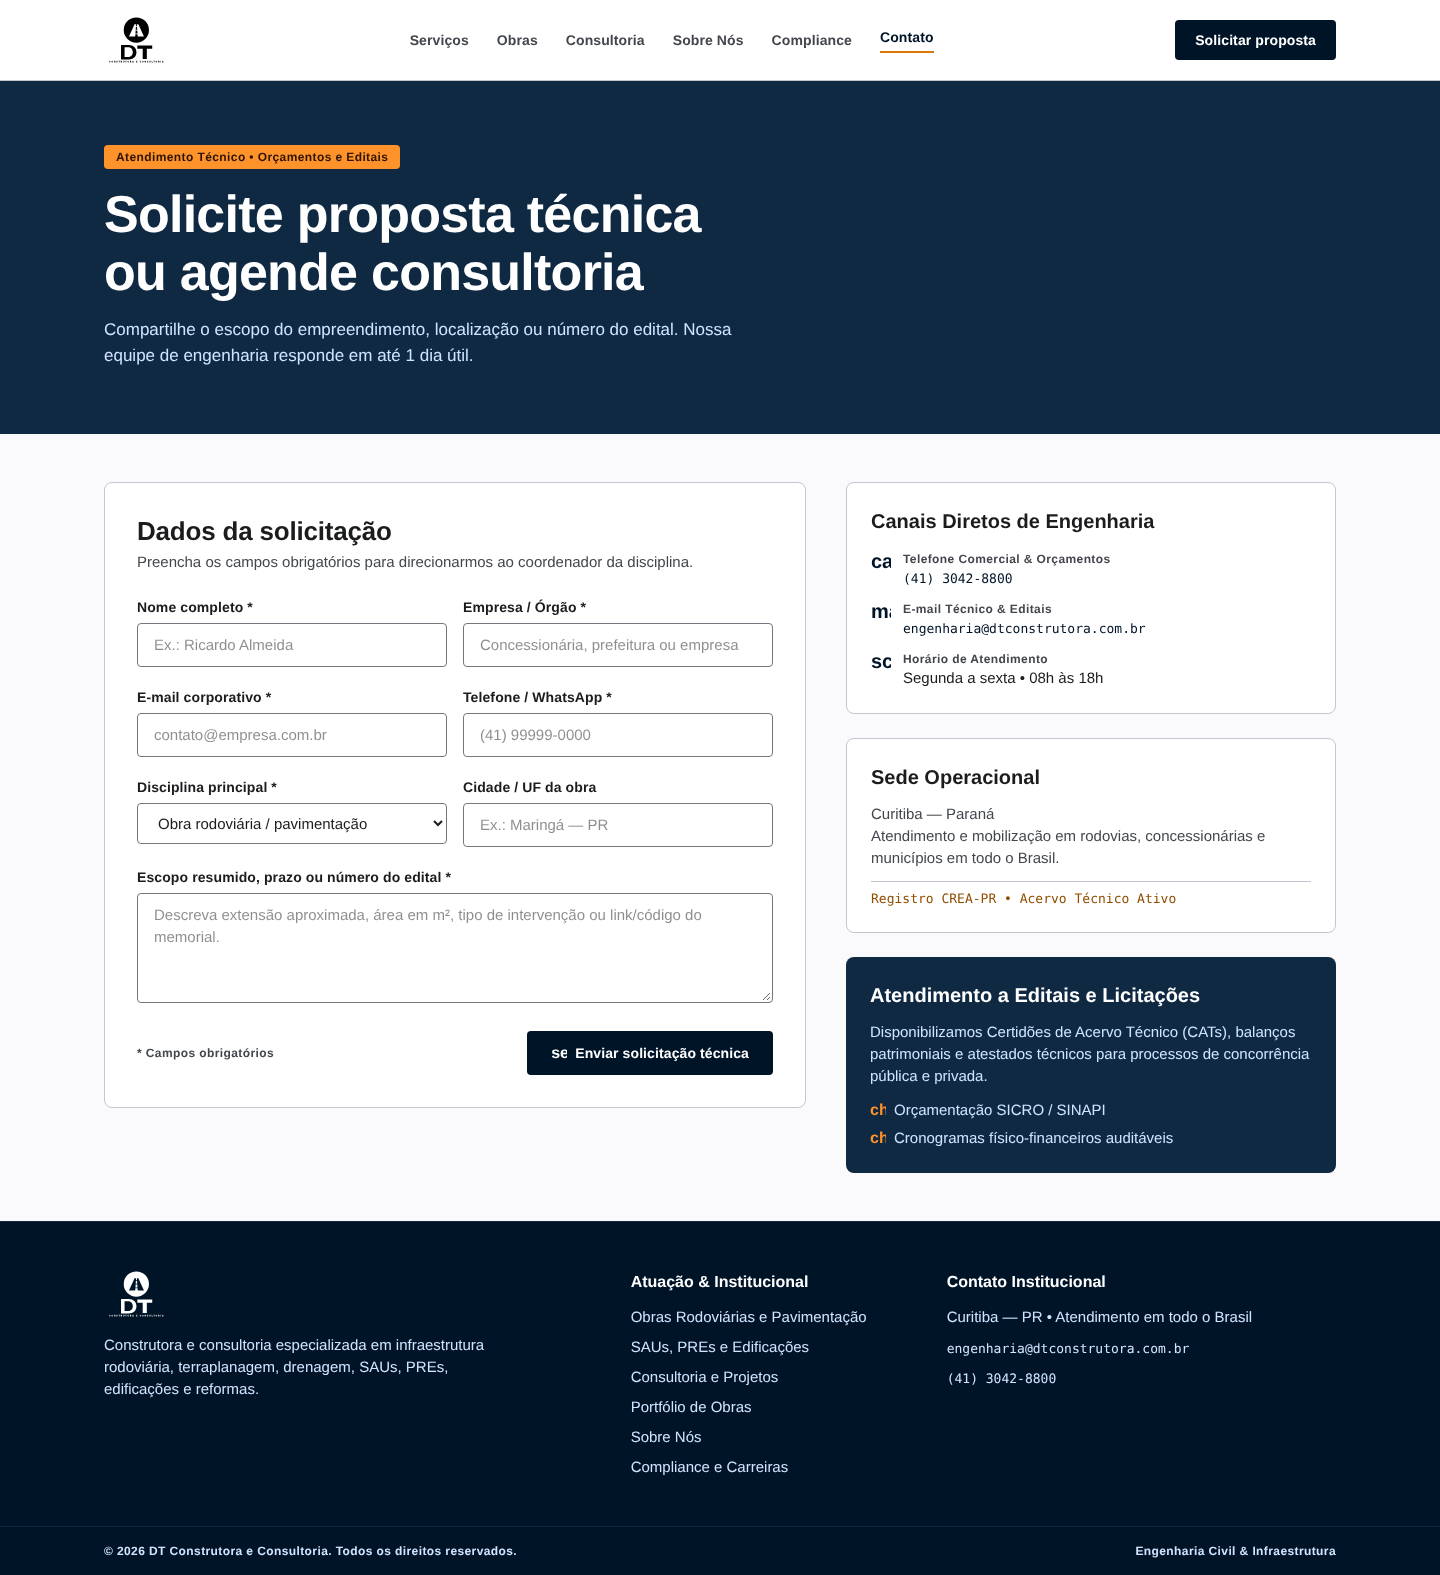 DT
Serviços
Obras
Consultoria
Sobre Nós
Compliance
Contato
Solicitar proposta
Atendimento Técnico • Orçamentos e Editais
Solicite proposta técnica
ou agende consultoria
Compartilhe o escopo do empreendimento, localização ou número do edital. Nossa
equipe de engenharia responde em até 1 dia útil.
Dados da solicitação
Preencha os campos obrigatórios para direcionarmos ao coordenador da disciplina.
Nome completo *
Ex.: Ricardo Almeida
Empresa / Órgão *
Concessionária, prefeitura ou empresa
E-mail corporativo *
contato@empresa.com.br
Telefone / WhatsApp *
(41) 99999-0000
Disciplina principal *
Obra rodoviária / pavimentação
Cidade / UF da obra
Ex.: Maringá — PR
Escopo resumido, prazo ou número do edital *
Descreva extensão aproximada, área em m², tipo de intervenção ou link/código do
memorial.
* Campos obrigatórios
se Enviar solicitação técnica
Canais Diretos de Engenharia
ca Telefone Comercial & Orçamentos
(41) 3042-8800
ma E-mail Técnico & Editais
engenharia@dtconstrutora.com.br
sc Horário de Atendimento
Segunda a sexta • 08h às 18h
Sede Operacional
Curitiba — Paraná
Atendimento e mobilização em rodovias, concessionárias e
municípios em todo o Brasil.
Registro CREA-PR • Acervo Técnico Ativo
Atendimento a Editais e Licitações
Disponibilizamos Certidões de Acervo Técnico (CATs), balanços
patrimoniais e atestados técnicos para processos de concorrência
pública e privada.
ch Orçamentação SICRO / SINAPI
ch Cronogramas físico-financeiros auditáveis
DT
Construtora e consultoria especializada em infraestrutura
rodoviária, terraplanagem, drenagem, SAUs, PREs,
edificações e reformas.
Atuação & Institucional
Obras Rodoviárias e Pavimentação
SAUs, PREs e Edificações
Consultoria e Projetos
Portfólio de Obras
Sobre Nós
Compliance e Carreiras
Contato Institucional
Curitiba — PR • Atendimento em todo o Brasil
engenharia@dtconstrutora.com.br
(41) 3042-8800
© 2026 DT Construtora e Consultoria. Todos os direitos reservados.
Engenharia Civil & Infraestrutura